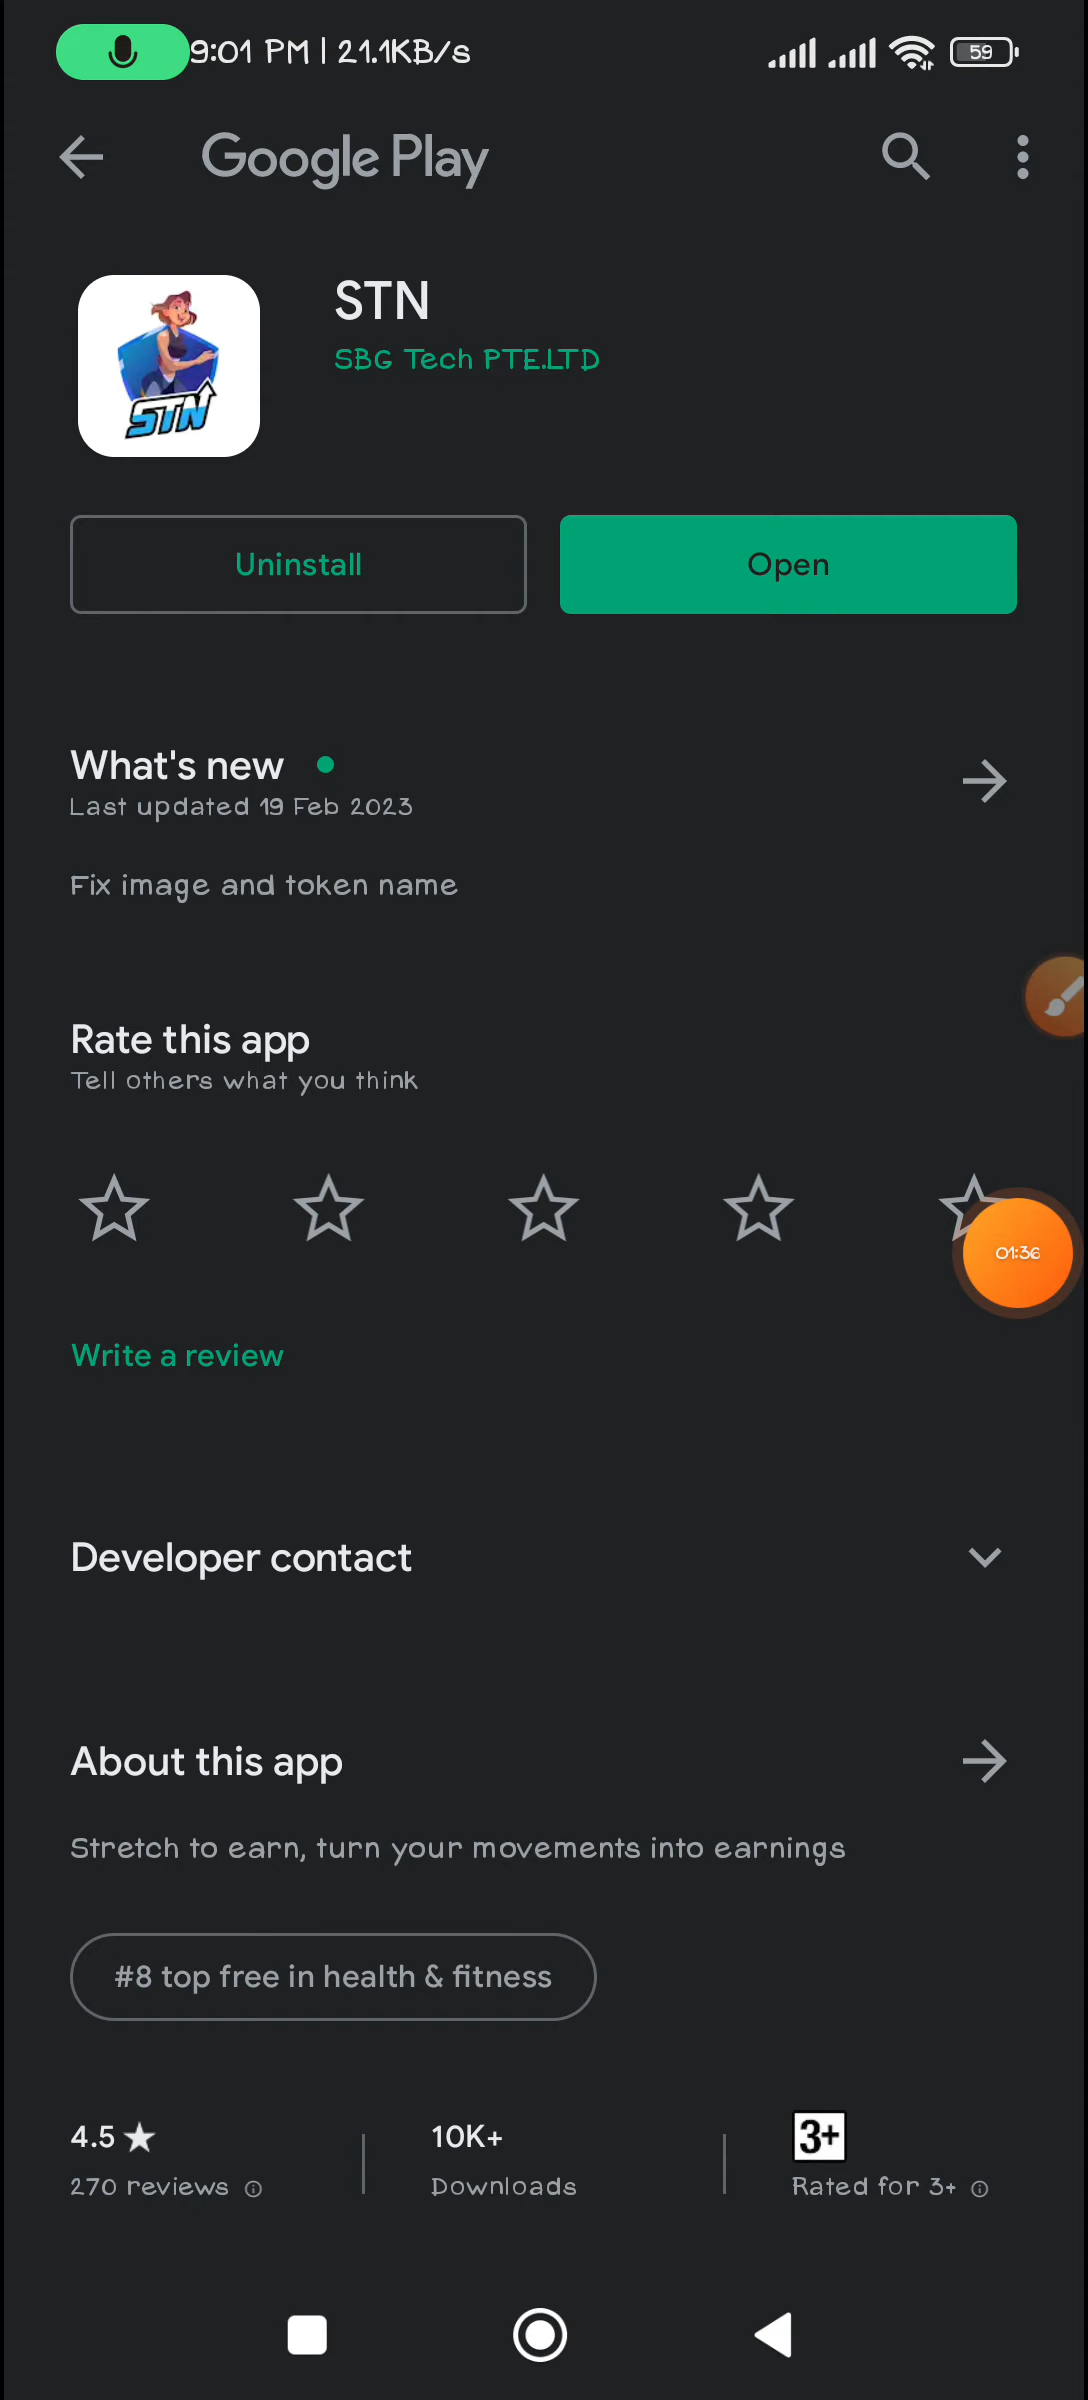 9:01 PM | 21.1KB/s
59
Google Play
STN
SBG Tech PTE.LTD
STN
Uninstall
Open
What's new
Last updated 19 Feb 2023
Fix image and token name
Rate this app
Tell others what you think
01:36
Write a review
Developer contact
About this app
Stretch to earn, turn your movements into earnings
#8 top free in health & fitness
4.5★
10K+
3+
270 reviews
Downloads
Rated for 3+